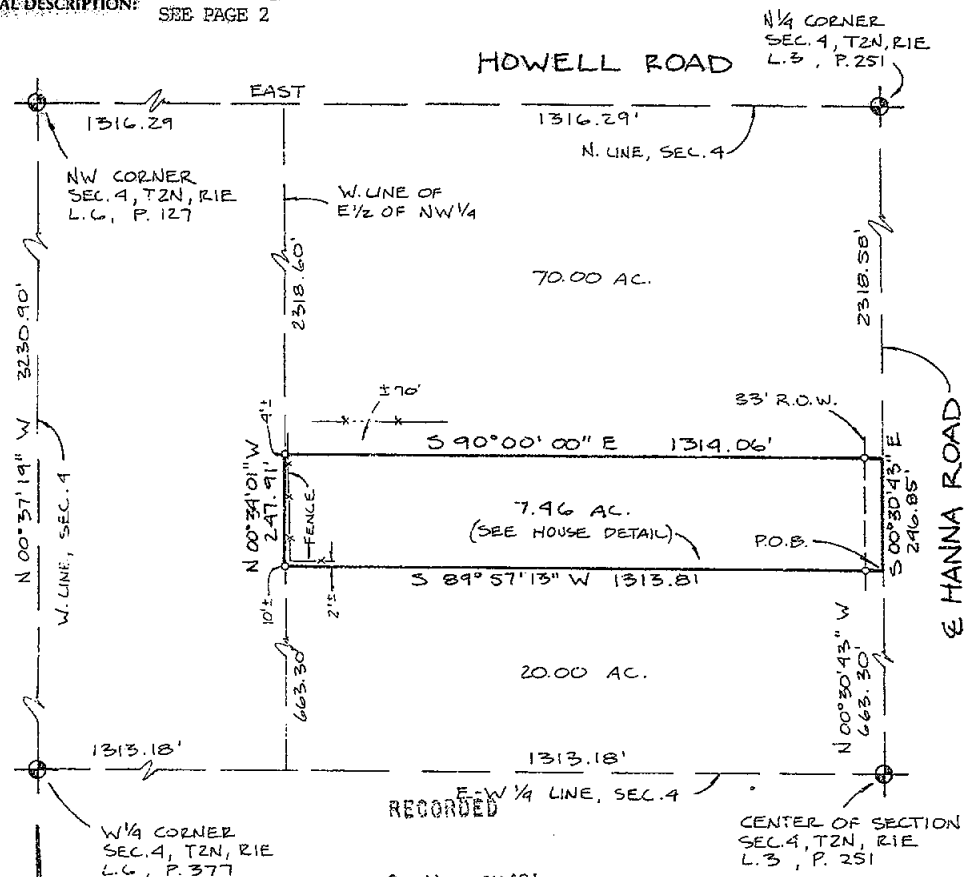 AL DESCRIPTION:
SEE PAGE 2
N¼ CORNER
SEC. 4, T2N, R1E
L.3, P. 251
HOWELL ROAD
EAST
1316.29
1316.29'
N. LINE, SEC. 4
NW CORNER
SEC. 4, T2N, R1E
L.6, P. 127
W. LINE OF
E½ OF NW¼
2318.60'
70.00 AC.
2318.58'
N 00°37'19" W 3230.90'
W. LINE, SEC. 4
±70'
33' R.O.W.
4'±
S 90°00'00" E 1314.06'
N 00°34'01" W
247.91'
FENCE
7.46 AC.
(SEE HOUSE DETAIL)
P.O.B.
S 00°30'43" E
246.85'
℄ HANNA ROAD
S 89°57'13" W 1313.81
10'±
2'±
663.30'
20.00 AC.
N 00°30'43" W
663.30'
1313.18'
1313.18'
E-W ¼ LINE, SEC. 4
RECORDED
W¼ CORNER
SEC. 4, T2N, R1E
L.6, P. 377
CENTER OF SECTION
SEC. 4, T2N, R1E
L.3, P. 251